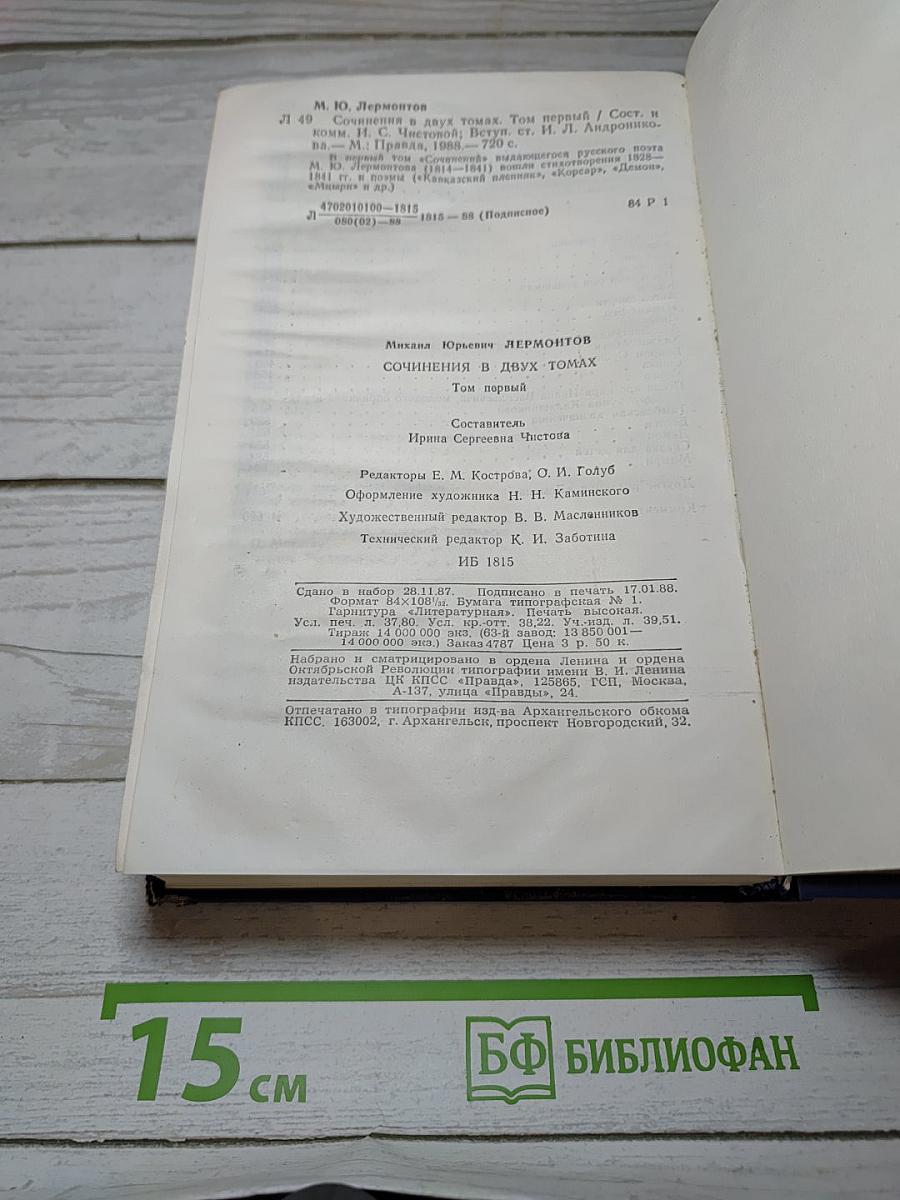 М. Ю. Лермонтов
Л 49 Сочинения в двух томах. Том первый / Сост. и
комм. И. С. Чистовой; Вступ. ст. И. Л. Андронико-
ва.— М.: Правда, 1988.— 720 с.
В первый том «Сочинений» выдающегося русского поэта
М. Ю. Лермонтова (1814—1841) вошли стихотворения 1828—
1841 гг. и поэмы («Кавказский пленник», «Корсар», «Демон»,
«Мцыри» и др.)
4702010100—1815
Л 080(02)—88 1815—88 (Подписное) 84 Р 1
Михаил Юрьевич ЛЕРМОНТОВ
СОЧИНЕНИЯ В ДВУХ ТОМАХ
Том первый
Составитель
Ирина Сергеевна Чистова
Редакторы Е. М. Кострова, О. И. Голуб
Оформление художника Н. Н. Каминского
Художественный редактор В. В. Масленников
Технический редактор К. И. Заботина
ИБ 1815
Сдано в набор 28.11.87. Подписано в печать 17.01.88.
Формат 84×108¹/₃₂. Бумага типографская № 1.
Гарнитура «Литературная». Печать высокая.
Усл. печ. л. 37,80. Усл. кр.-отт. 38,22. Уч.-изд. л. 39,51.
Тираж 14 000 000 экз. (63-й завод: 13 850 001—
14 000 000 экз.) Заказ 4787 Цена 3 р. 50 к.
Набрано и сматрицировано в ордена Ленина и ордена
Октябрьской Революции типографии имени В. И. Ленина
издательства ЦК КПСС «Правда», 125865, ГСП, Москва,
А-137, улица «Правды», 24.
Отпечатано в типографии изд-ва Архангельского обкома
КПСС, 163002, г. Архангельск, проспект Новгородский, 32.
15 см
БФ БИБЛИОФАН